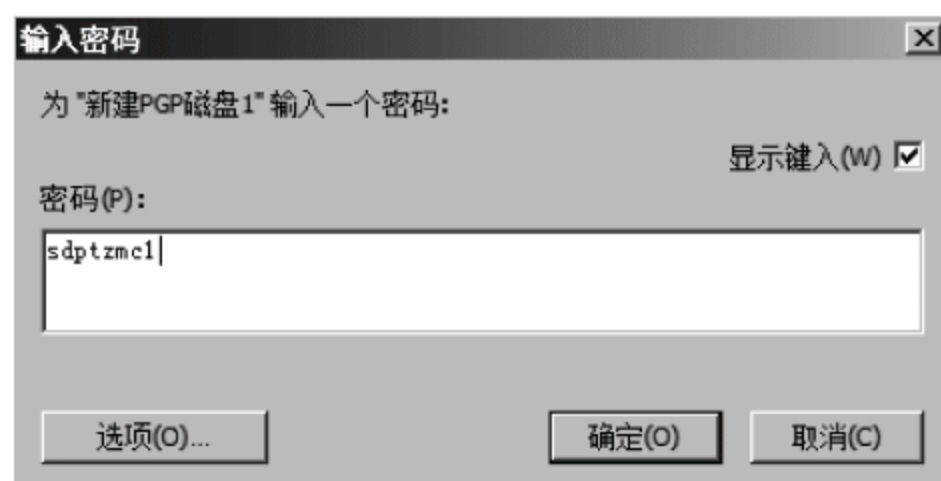 输入密码
为 "新建PGP磁盘1" 输入一个密码:
显示键入(W)
密码(P):
sdptzmc1
选项(O)... 确定(O) 取消(C)